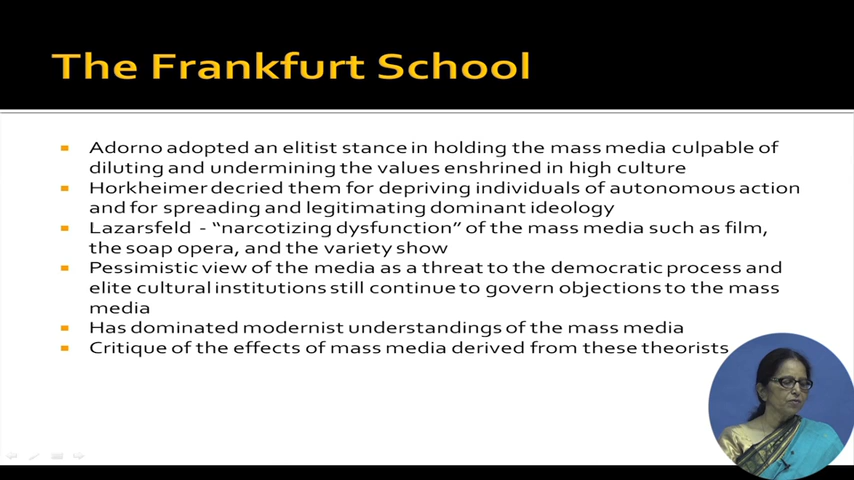 The Frankfurt School
Adorno adopted an elitist stance in holding the mass media culpable of
diluting and undermining the values enshrined in high culture
Horkheimer decried them for depriving individuals of autonomous action
and for spreading and legitimating dominant ideology
Lazarsfeld - “narcotizing dysfunction” of the mass media such as film,
the soap opera, and the variety show
Pessimistic view of the media as a threat to the democratic process and
elite cultural institutions still continue to govern objections to the mass
media
Has dominated modernist understandings of the mass media
Critique of the effects of mass media derived from these theorists